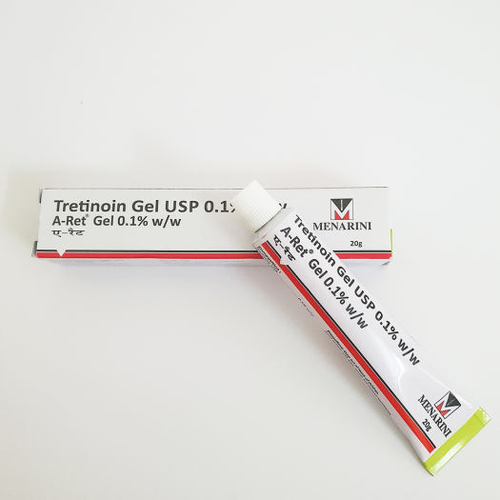 Tretinoin Gel USP 0.1% w
A-Ret® Gel 0.1% w/w
ए-रैट
MENARINI
20g
Tretinoin Gel USP 0.1% w/w
A-Ret® Gel 0.1% w/w
ए-रैट
MENARINI
20g